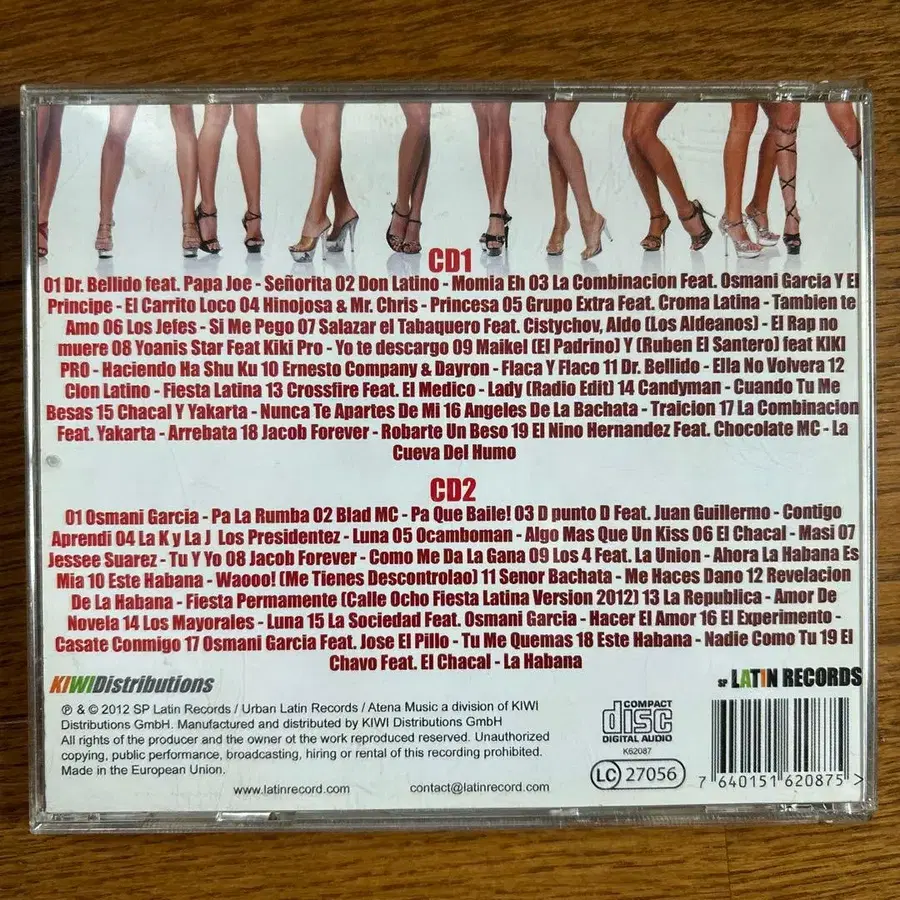 CD1
01 Dr. Bellido feat. Papa Joe - Señorita 02 Don Latino - Momia Eh 03 La Combinacion Feat. Osmani Garcia Y El
Principe - El Carrito Loco 04 Hinojosa & Mr. Chris - Princesa 05 Grupo Extra Feat. Croma Latina - Tambien te
Amo 06 Los Jefes - Si Me Pego 07 Salazar el Tabaquero Feat. Cistychov, Aldo (Los Aldeanos) - El Rap no
muere 08 Yoanis Star Feat Kiki Pro - Yo te descargo 09 Maikel (El Padrino) Y (Ruben El Santero) feat KIKI
PRO - Haciendo Ha Shu Ku 10 Ernesto Company & Dayron - Flaca Y Flaco 11 Dr. Bellido - Ella No Volvera 12
Clon Latino - Fiesta Latina 13 Crossfire Feat. El Medico - Lady (Radio Edit) 14 Candyman - Cuando Tu Me
Besas 15 Chacal Y Yakarta - Nunca Te Apartes De Mi 16 Angeles De La Bachata - Traicion 17 La Combinacion
Feat. Yakarta - Arrebata 18 Jacob Forever - Robarte Un Beso 19 El Nino Hernandez Feat. Chocolate MC - La
Cueva Del Humo
CD2
01 Osmani Garcia - Pa La Rumba 02 Blad MC - Pa Que Baile! 03 D punto D Feat. Juan Guillermo - Contigo
Aprendi 04 La K y La J Los Presidentez - Luna 05 Ocamboman - Algo Mas Que Un Kiss 06 El Chacal - Masi 07
Jessee Suarez - Tu Y Yo 08 Jacob Forever - Como Me Da La Gana 09 Los 4 Feat. La Union - Ahora La Habana Es
Mia 10 Este Habana - Waooo! (Me Tienes Descontrolao) 11 Senor Bachata - Me Haces Dano 12 Revelacion
De La Habana - Fiesta Permamente (Calle Ocho Fiesta Latina Version 2012) 13 La Republica - Amor De
Novela 14 Los Mayorales - Luna 15 La Sociedad Feat. Osmani Garcia - Hacer El Amor 16 El Experimento -
Casate Conmigo 17 Osmani Garcia Feat. Jose El Pillo - Tu Me Quemas 18 Este Habana - Nadie Como Tu 19 El
Chavo Feat. El Chacal - La Habana
KIWIDistributions
SP LATIN RECORDS
℗ & © 2012 SP Latin Records / Urban Latin Records / Atena Music a division of KIWI
Distributions GmbH. Manufactured and distributed by KIWI Distributions GmbH
All rights of the producer and the owner ot the work reproduced reserved. Unauthorized
copying, public performance, broadcasting, hiring or rental of this recording prohibited.
Made in the European Union.
www.latinrecord.com contact@latinrecord.com
COMPACT
disc
DIGITAL AUDIO
K62087
LC 27056
7 640151 620875 >